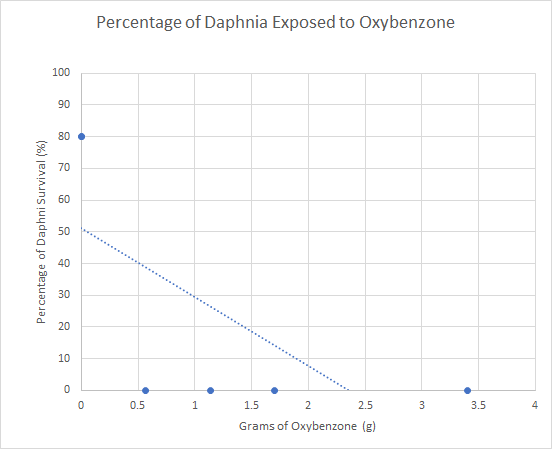 Percentage of Daphnia Exposed to Oxybenzone
Percentage of Daphni Survival (%)
100
90
80
70
60
50
40
30
20
10
0
0 0.5 1 1.5 2 2.5 3 3.5 4
Grams of Oxybenzone (g)